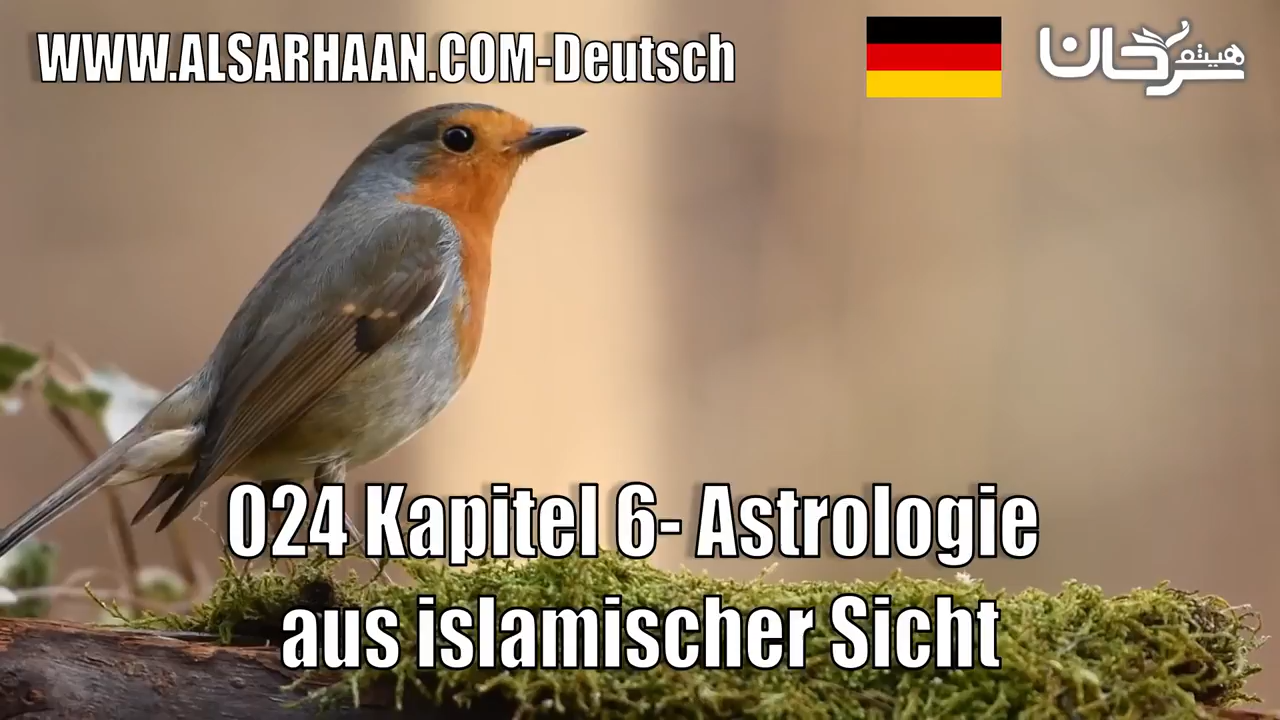 WWW.ALSARHAAN.COM-Deutsch
هيثم سرحان
024 Kapitel 6- Astrologie
aus islamischer Sicht